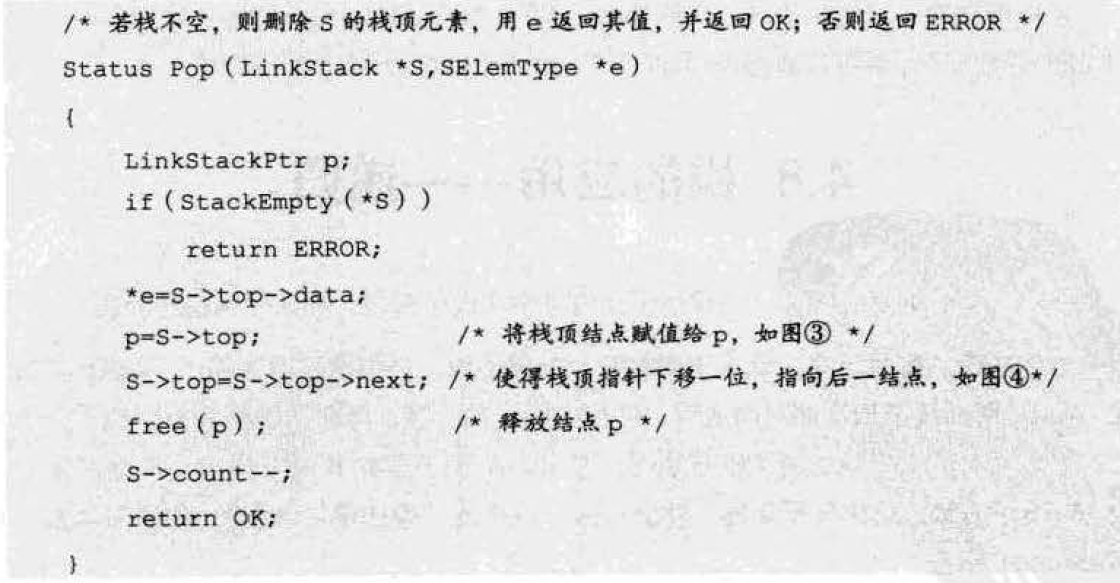 /* 若栈不空，则删除 S 的栈顶元素，用 e 返回其值，并返回 OK；否则返回 ERROR */
Status Pop(LinkStack *S,SElemType *e)
{
LinkStackPtr p;
if(StackEmpty(*S))
return ERROR;
*e=S->top->data;
p=S->top; /* 将栈顶结点赋值给 p，如图③ */
S->top=S->top->next; /* 使得栈顶指针下移一位，指向后一结点，如图④*/
free(p); /* 释放结点 p */
S->count--;
return OK;
}